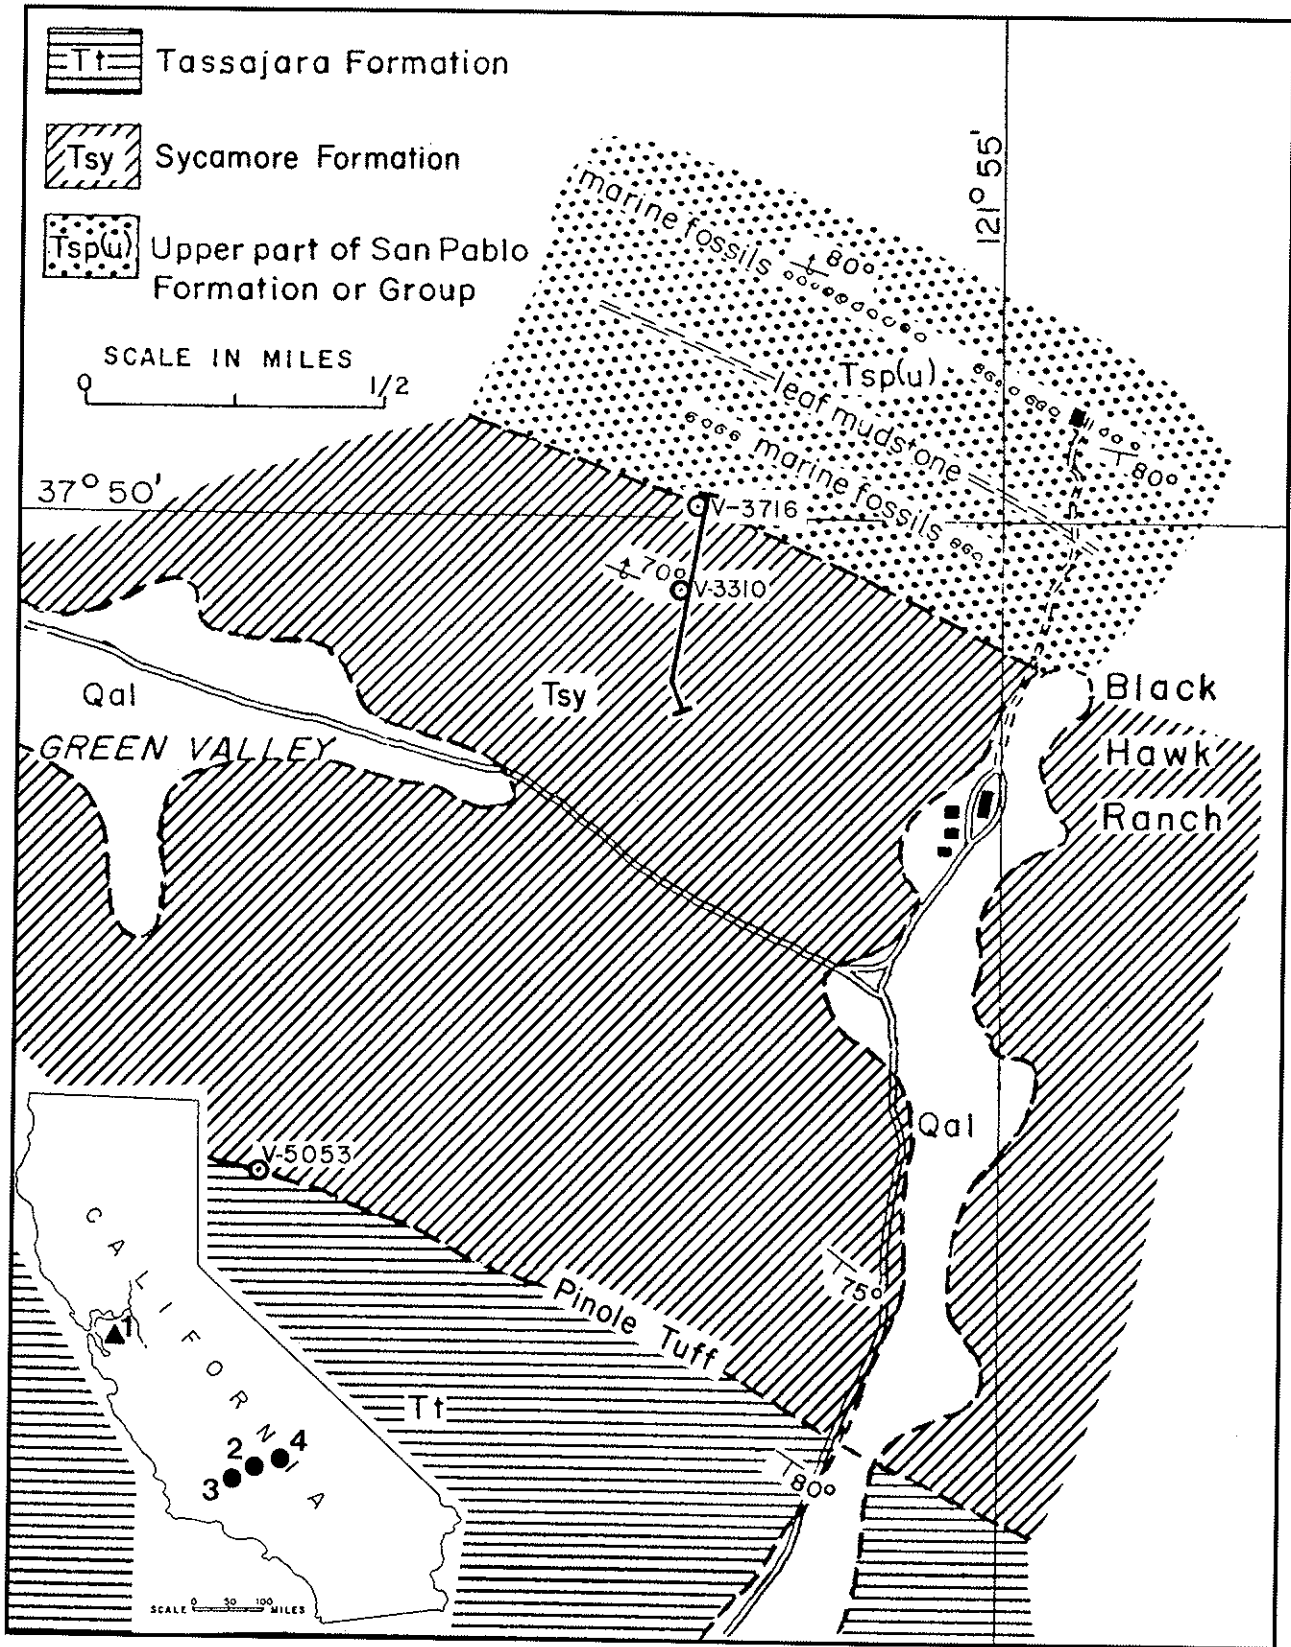 Tt Tassajara Formation
Tsy Sycamore Formation
Tsp(u) Upper part of San Pablo
Formation or Group
SCALE IN MILES
0 1/2
121° 55'
marine fossils
80°
Tsp(u)
leaf mudstone
marine fossils
80°
37° 50'
V-3716
70°
V-3310
Tsy
Qal
GREEN VALLEY
Black
Hawk
Ranch
Qal
V-5053
75°
Pinole Tuff
Tt
80°
CALIFORNIA
1
2
4
3
SCALE 0 50 100 MILES